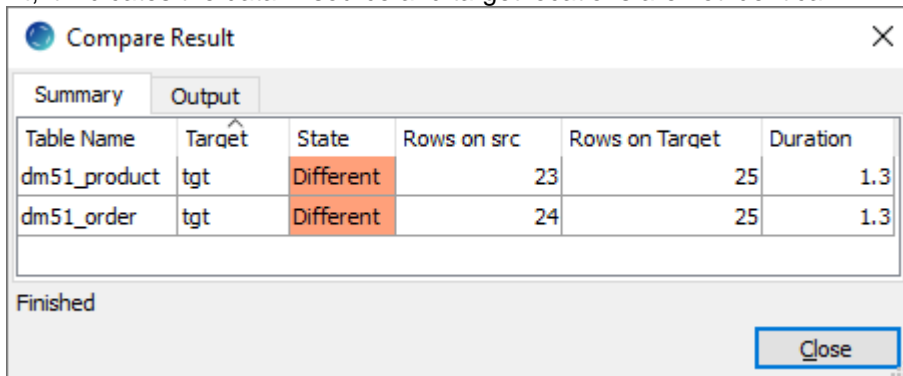 Compare Result
Summary Output
Table Name Target State Rows on src Rows on Target Duration
dm51_product tgt Different 23 25 1.3
dm51_order tgt Different 24 25 1.3
Finished
Close